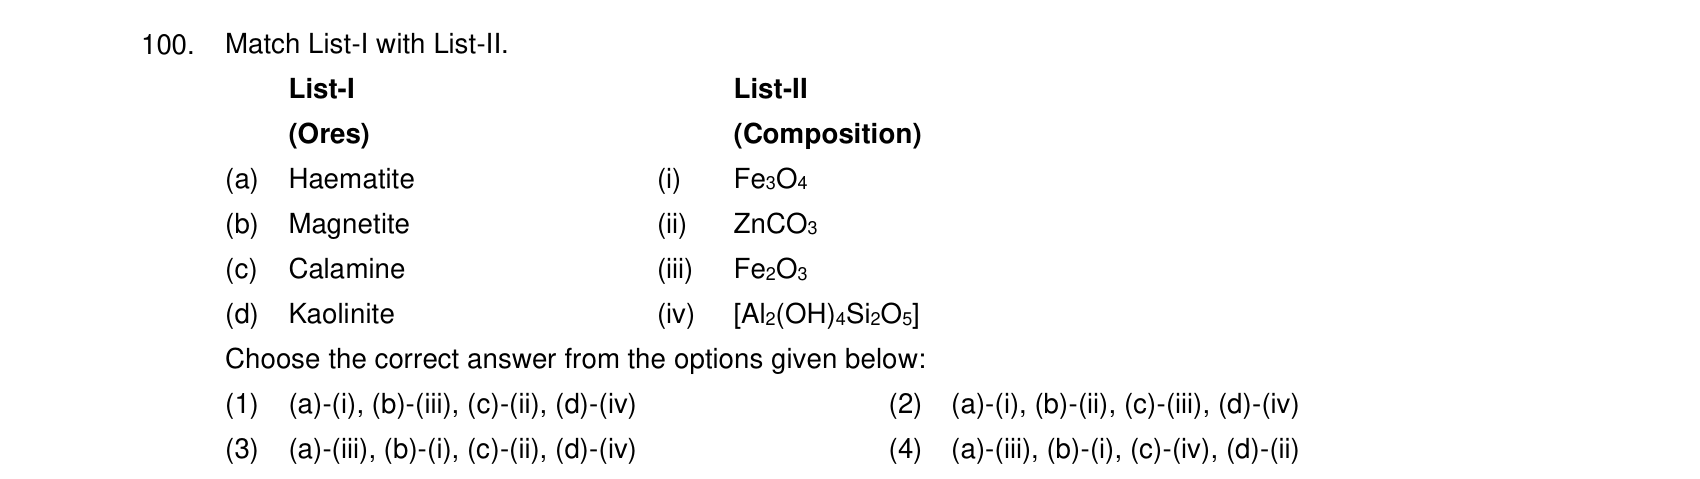 100. Match List-I with List-II.
List-I List-II
(Ores) (Composition)
(a) Haematite (i) Fe₃O₄
(b) Magnetite (ii) ZnCO₃
(c) Calamine (iii) Fe₂O₃
(d) Kaolinite (iv) [Al₂(OH)₄Si₂O₅]
Choose the correct answer from the options given below:
(1) (a)-(i), (b)-(iii), (c)-(ii), (d)-(iv) (2) (a)-(i), (b)-(ii), (c)-(iii), (d)-(iv)
(3) (a)-(iii), (b)-(i), (c)-(ii), (d)-(iv) (4) (a)-(iii), (b)-(i), (c)-(iv), (d)-(ii)